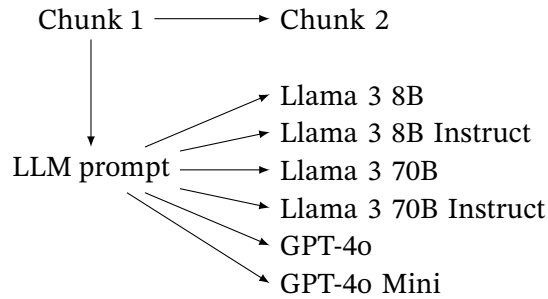 Chunk 1 Chunk 2
Llama 3 8B
Llama 3 8B Instruct
LLM prompt Llama 3 70B
Llama 3 70B Instruct
GPT-4o
GPT-4o Mini